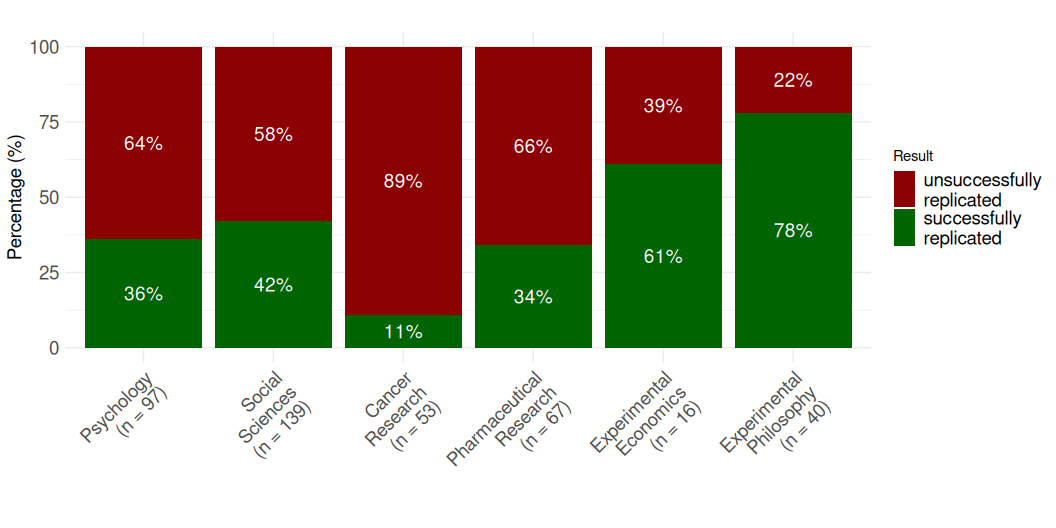 100
75
50
25
0
Percentage (%)
64%
36%
58%
42%
89%
11%
66%
34%
39%
61%
22%
78%
Psychology
(n = 97)
Social
Sciences
(n = 139)
Cancer
Research
(n = 53)
Pharmaceutical
Research
(n = 67)
Experimental
Economics
(n = 16)
Experimental
Philosophy
(n = 40)
Result
unsuccessfully
replicated
successfully
replicated